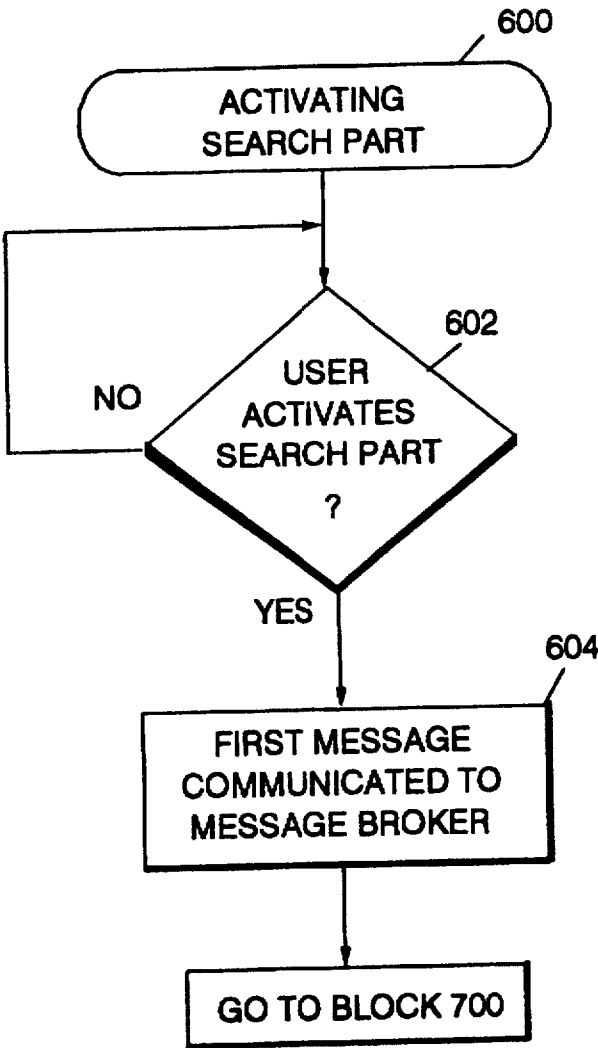 600
ACTIVATING
SEARCH PART
602
USER
ACTIVATES
SEARCH PART
?
NO
YES
604
FIRST MESSAGE
COMMUNICATED TO
MESSAGE BROKER
GO TO BLOCK 700